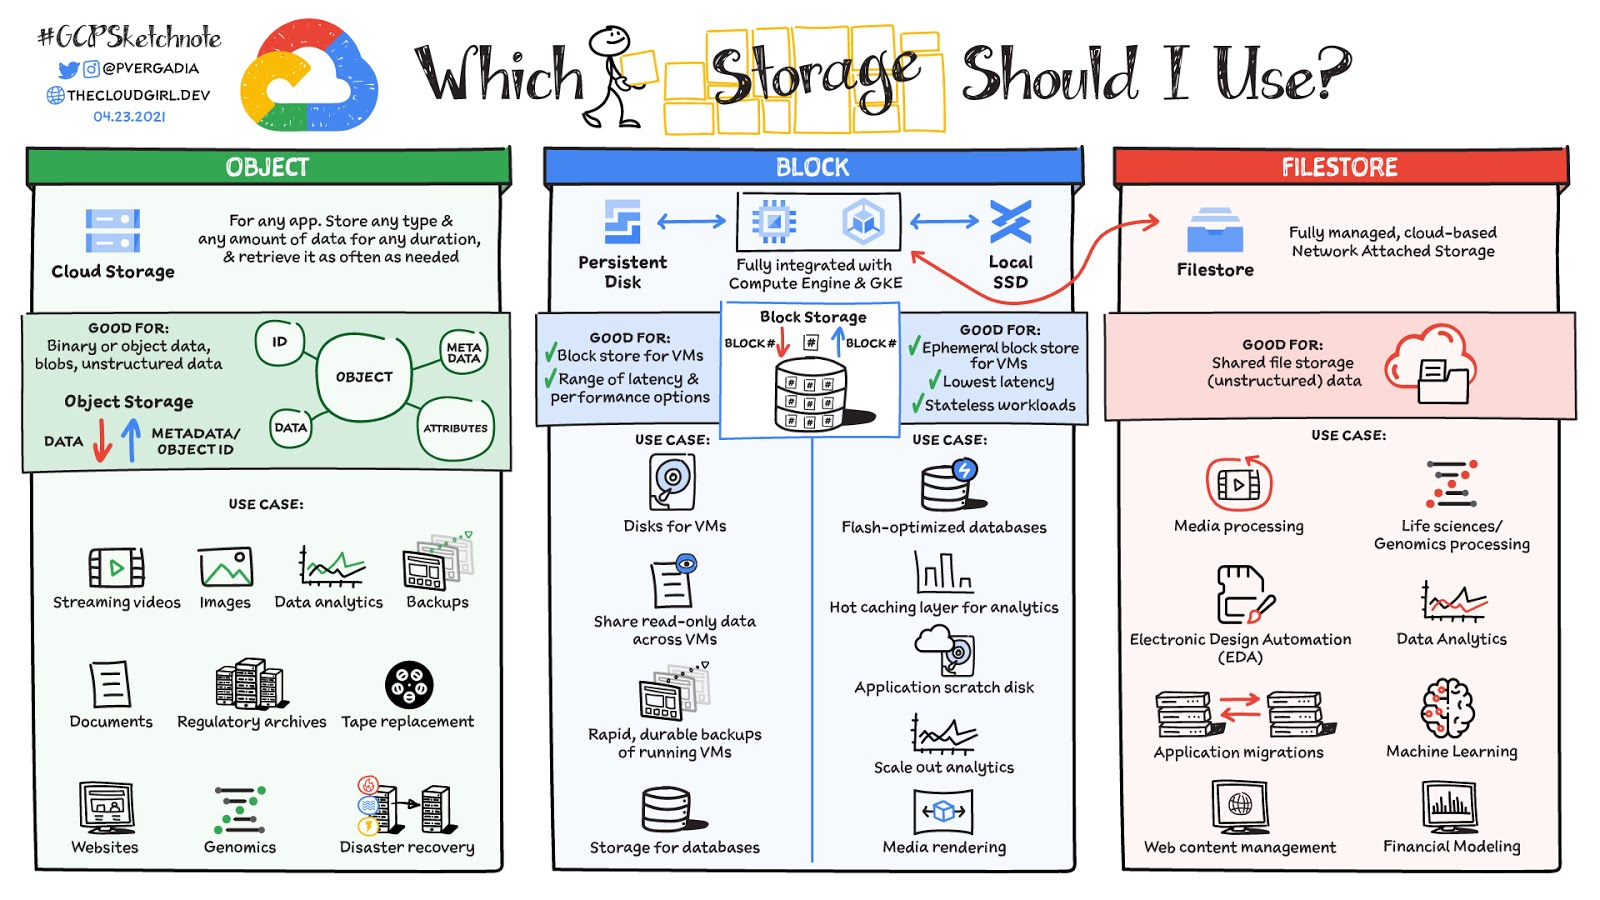 #GCPSketchnote
@PVERGADIA
THECLOUDGIRL.DEV
04.23.2021
Which Storage Should I Use?
OBJECT
Cloud Storage
For any app. Store any type &
any amount of data for any duration,
& retrieve it as often as needed
GOOD FOR:
Binary or object data,
blobs, unstructured data
Object Storage
DATA
METADATA/
OBJECT ID
ID
META
DATA
OBJECT
DATA
ATTRIBUTES
USE CASE:
Streaming videos
Images
Data analytics
Backups
Documents
Regulatory archives
Tape replacement
Websites
Genomics
Disaster recovery
BLOCK
Persistent
Disk
Fully integrated with
Compute Engine & GKE
Local
SSD
GOOD FOR:
Block store for VMs
Range of latency &
performance options
Block Storage
BLOCK#
#
BLOCK#
# # #
# # #
# # #
GOOD FOR:
Ephemeral block store
for VMs
Lowest latency
Stateless workloads
USE CASE:
Disks for VMs
Share read-only data
across VMs
Rapid, durable backups
of running VMs
Storage for databases
USE CASE:
Flash-optimized databases
Hot caching layer for analytics
Application scratch disk
Scale out analytics
Media rendering
FILESTORE
Filestore
Fully managed, cloud-based
Network Attached Storage
GOOD FOR:
Shared file storage
(unstructured) data
USE CASE:
Media processing
Life sciences/
Genomics processing
Electronic Design Automation
(EDA)
Data Analytics
Application migrations
Machine Learning
Web content management
Financial Modeling